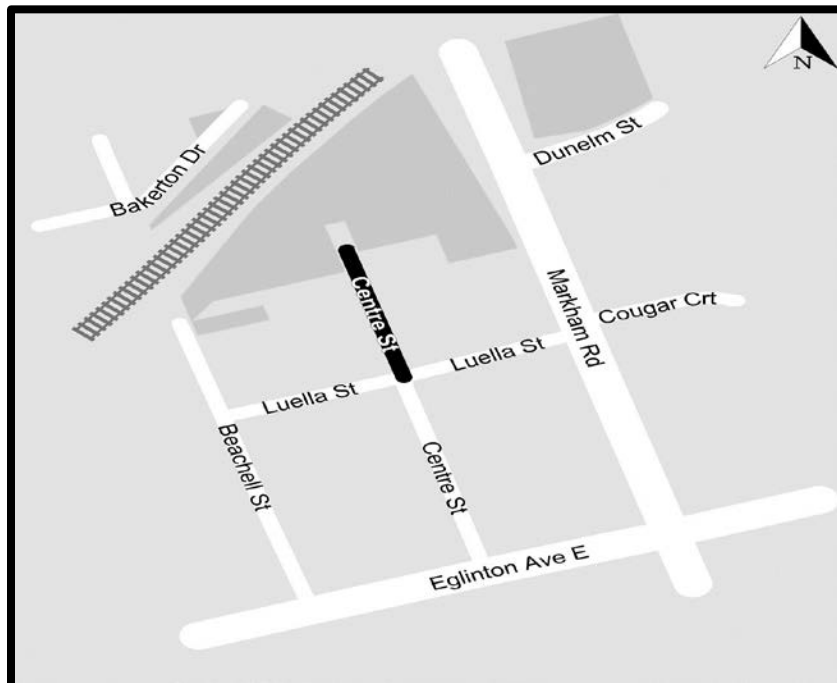 N
Dunelm St
Bakerton Dr
Markham Rd
Centre St
Cougar Crt
Luella St
Luella St
Beachell St
Centre St
Eglinton Ave E